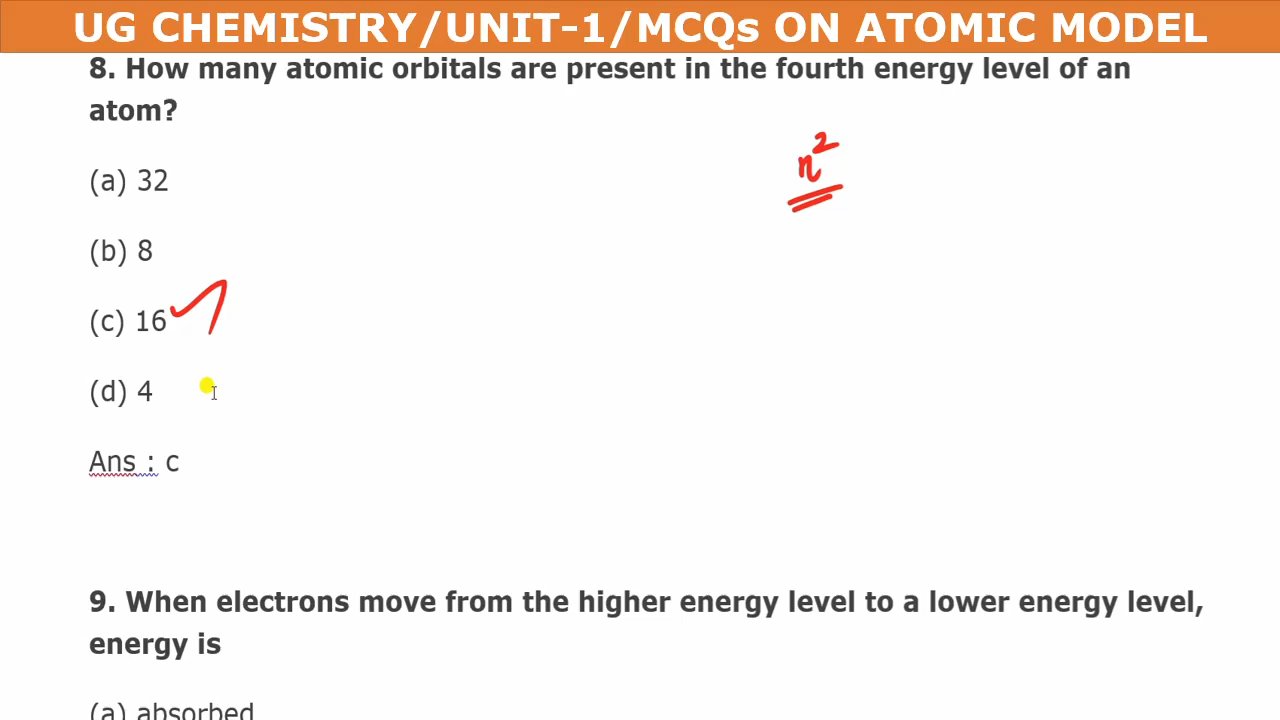 UG CHEMISTRY/UNIT-1/MCQs ON ATOMIC MODEL
8. How many atomic orbitals are present in the fourth energy level of an
atom?
n²
(a) 32
(b) 8
(c) 16
(d) 4
Ans : c
9. When electrons move from the higher energy level to a lower energy level,
energy is
(a) absorbed